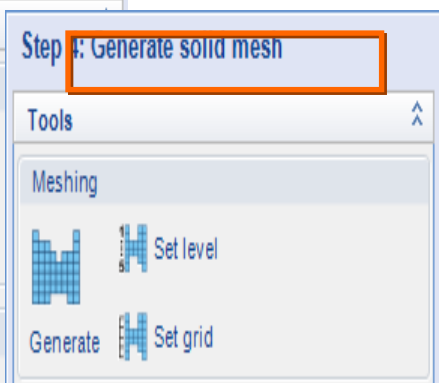 Step 4: Generate solid mesh
Tools
Meshing
Set level
Generate
Set grid